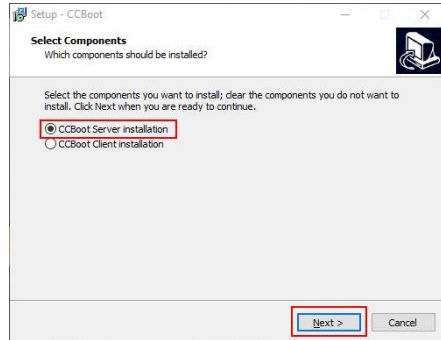 Setup - CCBoot
Select Components
Which components should be installed?
Select the components you want to install; clear the components you do not want to
install. Click Next when you are ready to continue.
CCBoot Server installation
CCBoot Client installation
Next >
Cancel